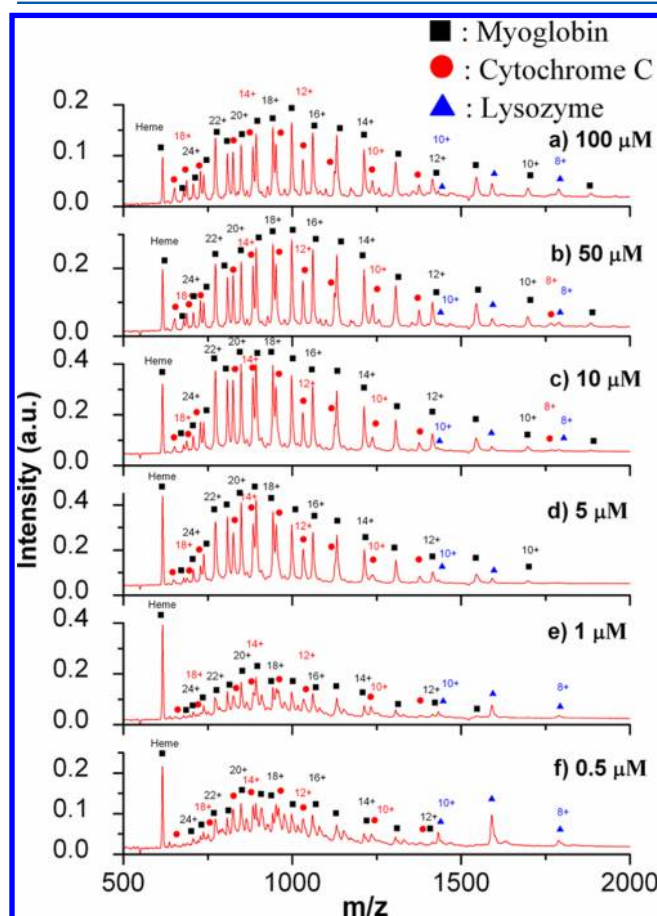 ■ : Myoglobin
● : Cytochrome C
▲ : Lysozyme
Intensity (a.u.)
0.2
0.1
0.0
Heme 18+ 24+ 22+ 20+ 14+ 18+ 12+ 16+ 14+ 10+ 12+ 10+ 10+ 8+
a) 100 µM
0.2
0.0
Heme 18+ 24+ 22+ 20+ 14+ 18+ 12+ 16+ 14+ 10+ 12+ 10+ 10+ 8+ 8+
b) 50 µM
0.4
0.2
0.0
Heme 18+ 24+ 22+ 20+ 14+ 18+ 12+ 16+ 14+ 10+ 12+ 10+ 10+ 8+ 8+
c) 10 µM
0.4
0.2
0.0
Heme 18+ 24+ 22+ 20+ 14+ 18+ 12+ 16+ 14+ 10+ 12+ 10+ 10+
d) 5 µM
0.4
0.2
0.0
Heme 18+ 24+ 22+ 20+ 14+ 18+ 12+ 16+ 14+ 10+ 12+ 10+ 8+
e) 1 µM
0.2
0.1
0.0
Heme 24+ 18+ 22+ 20+ 14+ 18+ 12+ 16+ 14+ 10+ 12+ 10+ 8+
f) 0.5 µM
500 1000 1500 2000
m/z